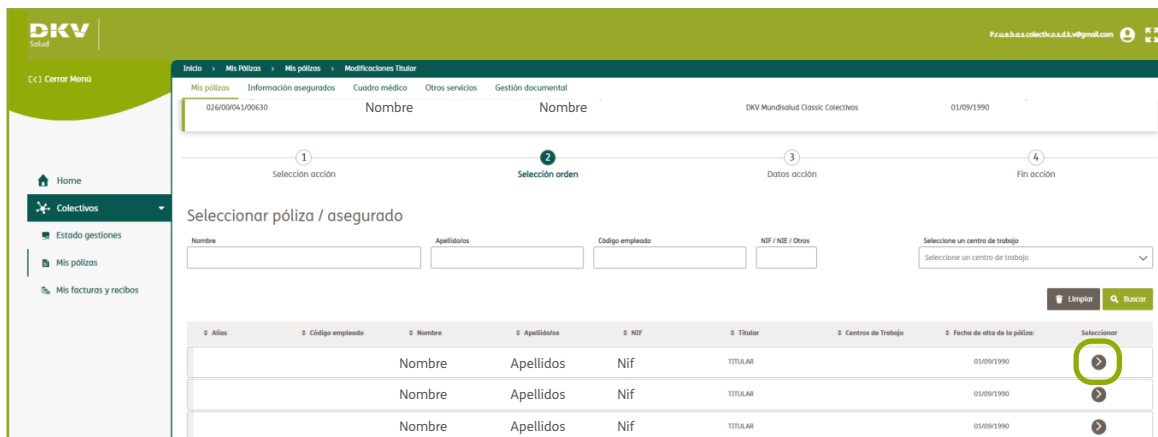 DKV
Salud
P.r.u.e.b.a.s.colectiv.o.s.d.k.v@gmail.com
[<] Cerrar Menú
Inicio > Mis Pólizas > Mis pólizas > Modificaciones Titular
Mis pólizas Información asegurados Cuadro médico Otros servicios Gestión documental
026/00/041/00630 Nombre Nombre DKV Mundisalud Classic Colectivos 01/09/1990
1 2 3 4
Selección acción Selección orden Datos acción Fin acción
Home
Colectivos
Estado gestiones
Mis pólizas
Mis facturas y recibos
Seleccionar póliza / asegurado
Nombre Apellido/os Código empleado NIF / NIE / Otros Seleccione un centro de trabajo
Seleccione un centro de trabajo
Limpiar Buscar
Alias Código empleado Nombre Apellido/os NIF Titular Centros de Trabajo Fecha de alta de la póliza: Seleccionar
Nombre Apellidos Nif TITULAR 01/09/1990
Nombre Apellidos Nif TITULAR 01/09/1990
Nombre Apellidos Nif TITULAR 01/09/1990